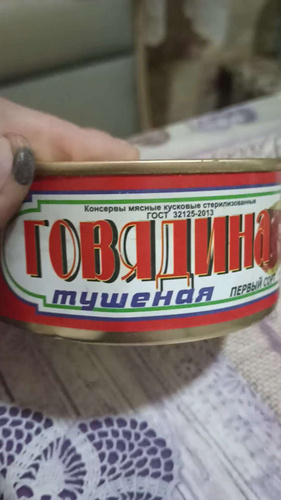 Консервы мясные кусковые стерилизованные
ГОСТ 32125-2013
ГОВЯДИНА
тушеная
ПЕРВЫЙ СОРТ